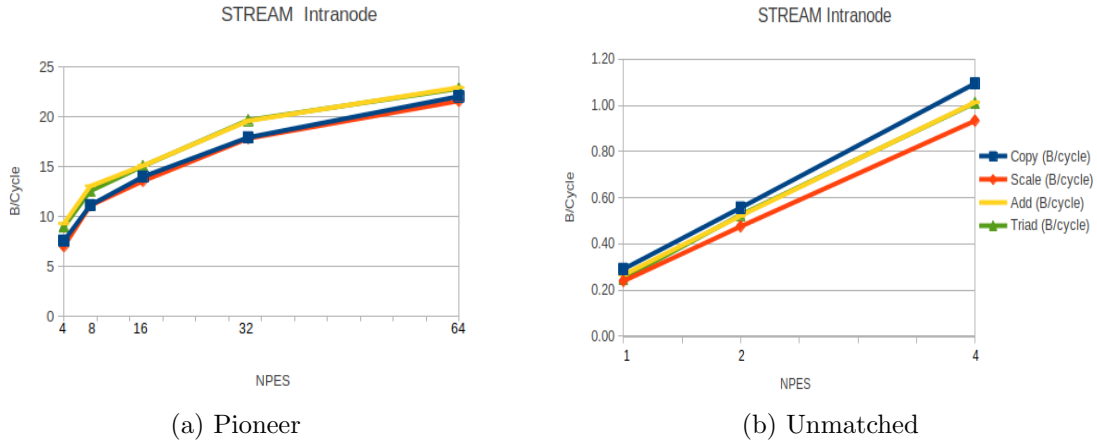 STREAM Intranode
25
20
15
10
5
0
B/Cycle
4 8 16 32 64
NPES
(a) Pioneer
STREAM Intranode
1.20
1.00
0.80
0.60
0.40
0.20
0.00
B/Cycle
1 2 4
NPES
Copy (B/cycle)
Scale (B/cycle)
Add (B/cycle)
Triad (B/cycle)
(b) Unmatched